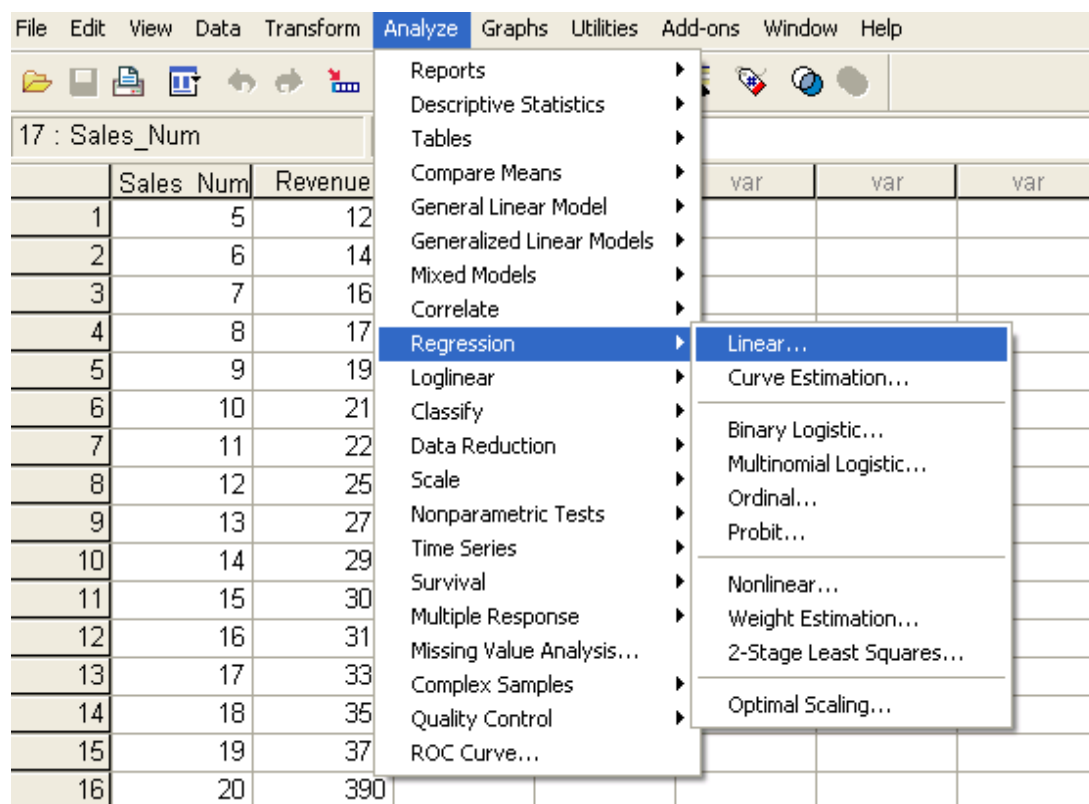 File Edit View Data Transform Analyze Graphs Utilities Add-ons Window Help
17 : Sales_Num
Sales_Num Revenue var var var
1 5 12
2 6 14
3 7 16
4 8 17
5 9 19
6 10 21
7 11 22
8 12 25
9 13 27
10 14 29
11 15 30
12 16 31
13 17 33
14 18 35
15 19 37
16 20 390
Reports
Descriptive Statistics
Tables
Compare Means
General Linear Model
Generalized Linear Models
Mixed Models
Correlate
Regression
Loglinear
Classify
Data Reduction
Scale
Nonparametric Tests
Time Series
Survival
Multiple Response
Missing Value Analysis...
Complex Samples
Quality Control
ROC Curve...
Linear...
Curve Estimation...
Binary Logistic...
Multinomial Logistic...
Ordinal...
Probit...
Nonlinear...
Weight Estimation...
2-Stage Least Squares...
Optimal Scaling...